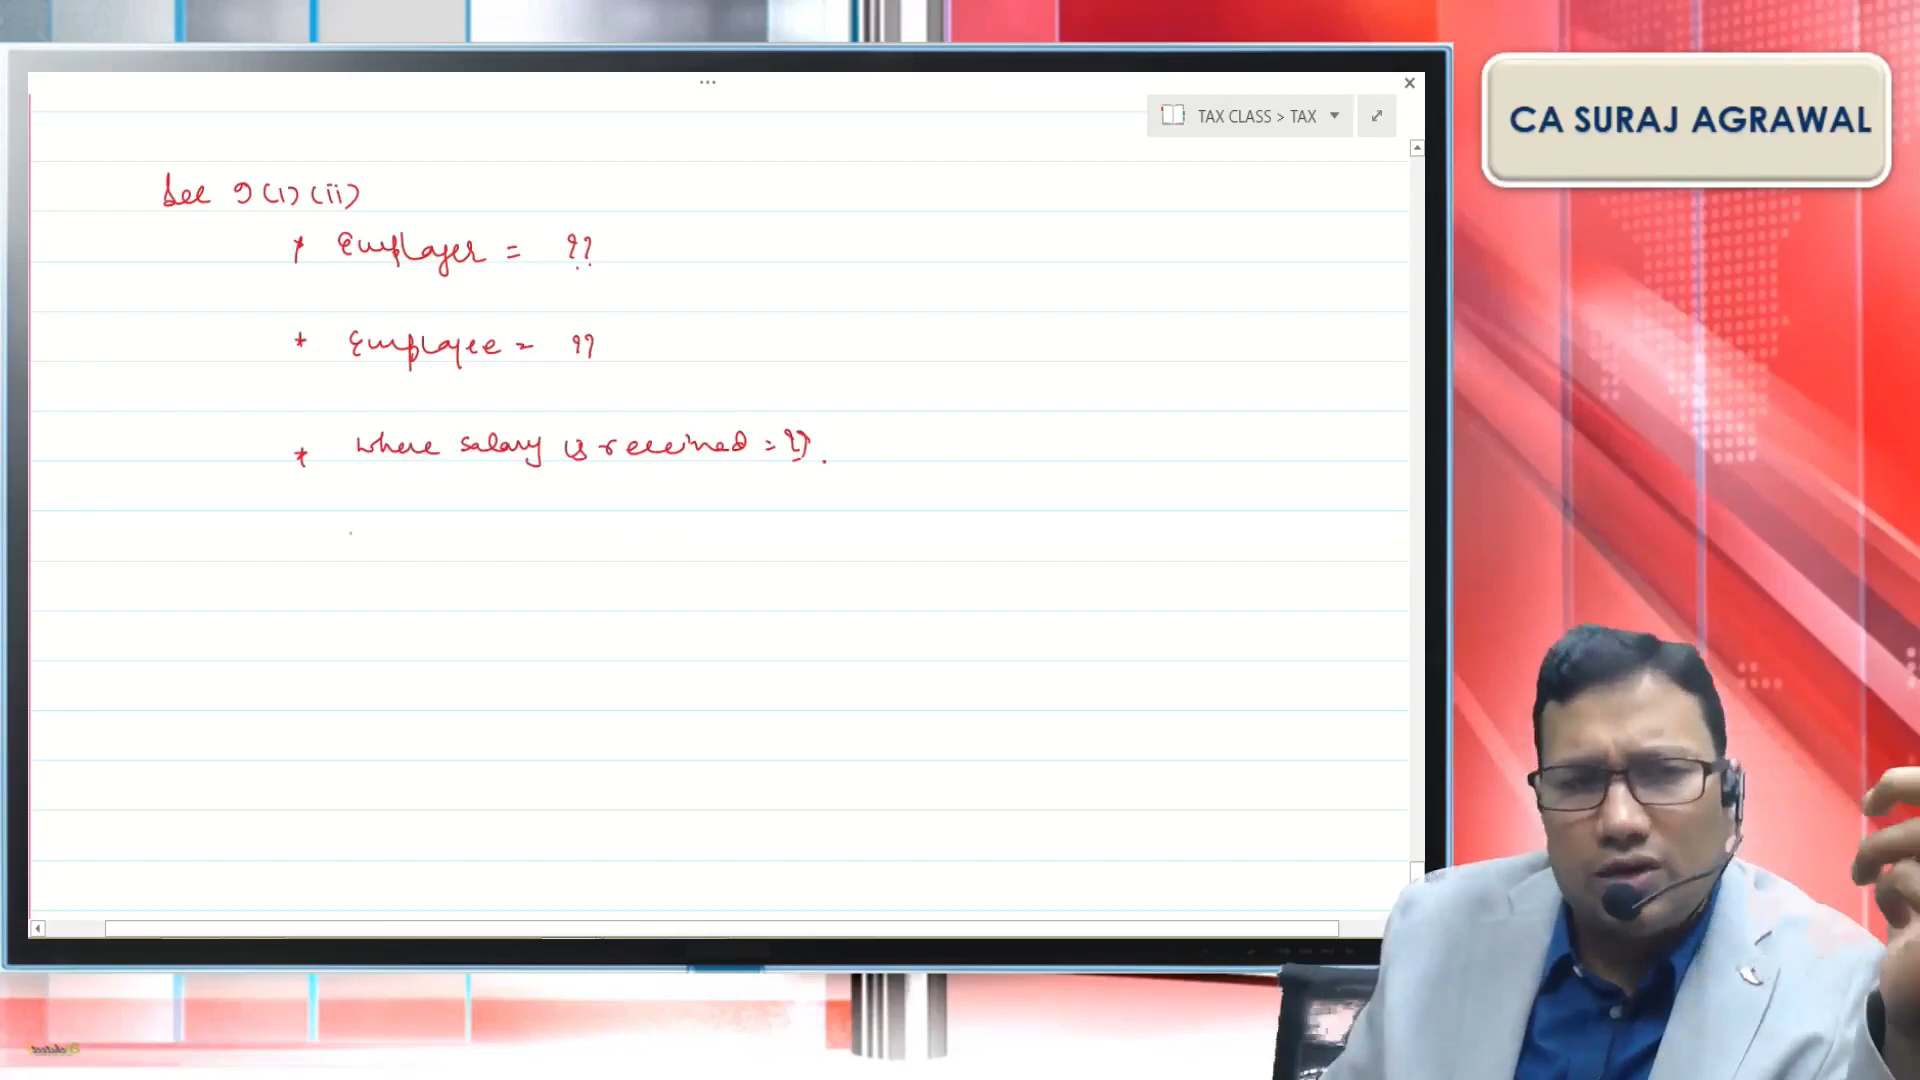 TAX CLASS > TAX
CA SURAJ AGRAWAL
Sec 9(1)(ii)
* Employer = ??
* Employee = ??
* where salary is received = ??.